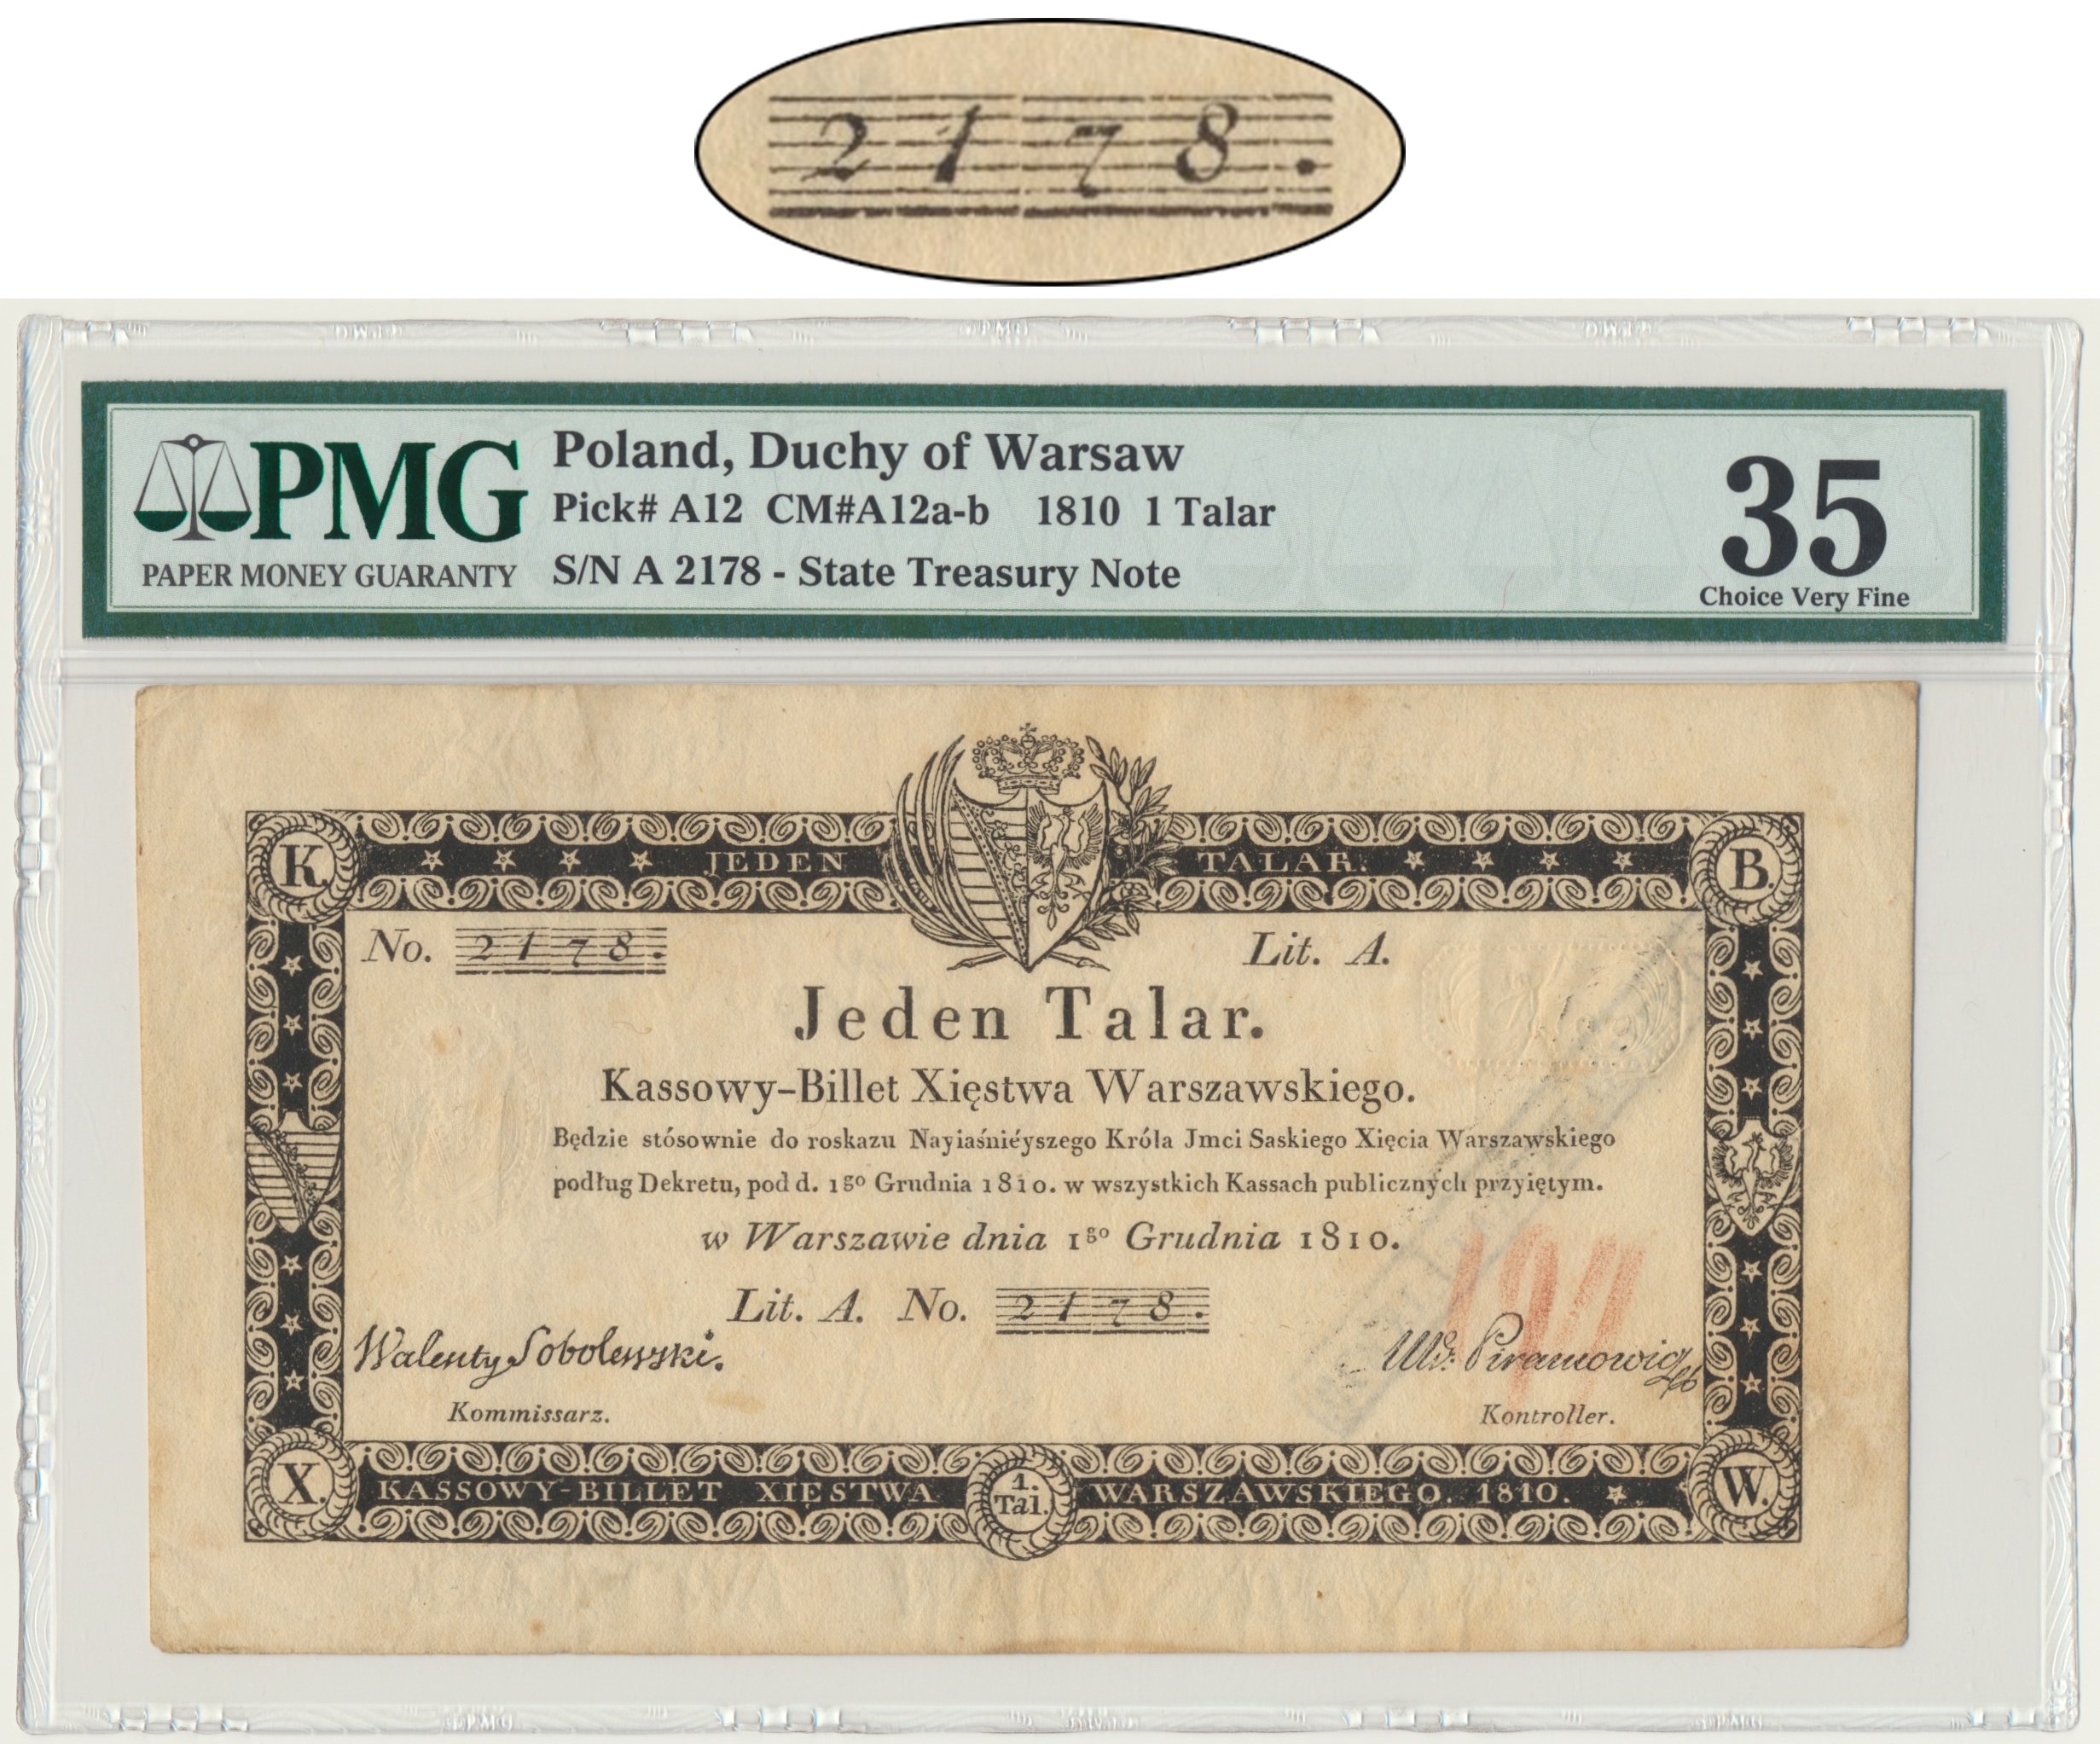 2178.
PMG
PAPER MONEY GUARANTY
Poland, Duchy of Warsaw
Pick# A12 CM#A12a-b 1810 1 Talar
S/N A 2178 - State Treasury Note
35
Choice Very Fine
K. JEDEN TALAR. B.
No. 2178. Lit. A.
Jeden Talar.
Kassowy-Billet Xięstwa Warszawskiego.
Będzie stósownie do roskazu Nayiaśniéyszego Króla Jmci Saskiego Xięcia Warszawskiego
podług Dekretu, pod d. 1go Grudnia 1810. w wszystkich Kassach publicznych przyiętym.
w Warszawie dnia 1go Grudnia 1810.
Lit. A. No. 2178.
Walenty Sobolewski.
Kommissarz.
Piramowicz
Kontroller.
X. KASSOWY-BILLET XIĘSTWA 1. Tal. WARSZAWSKIEGO. 1810. W.